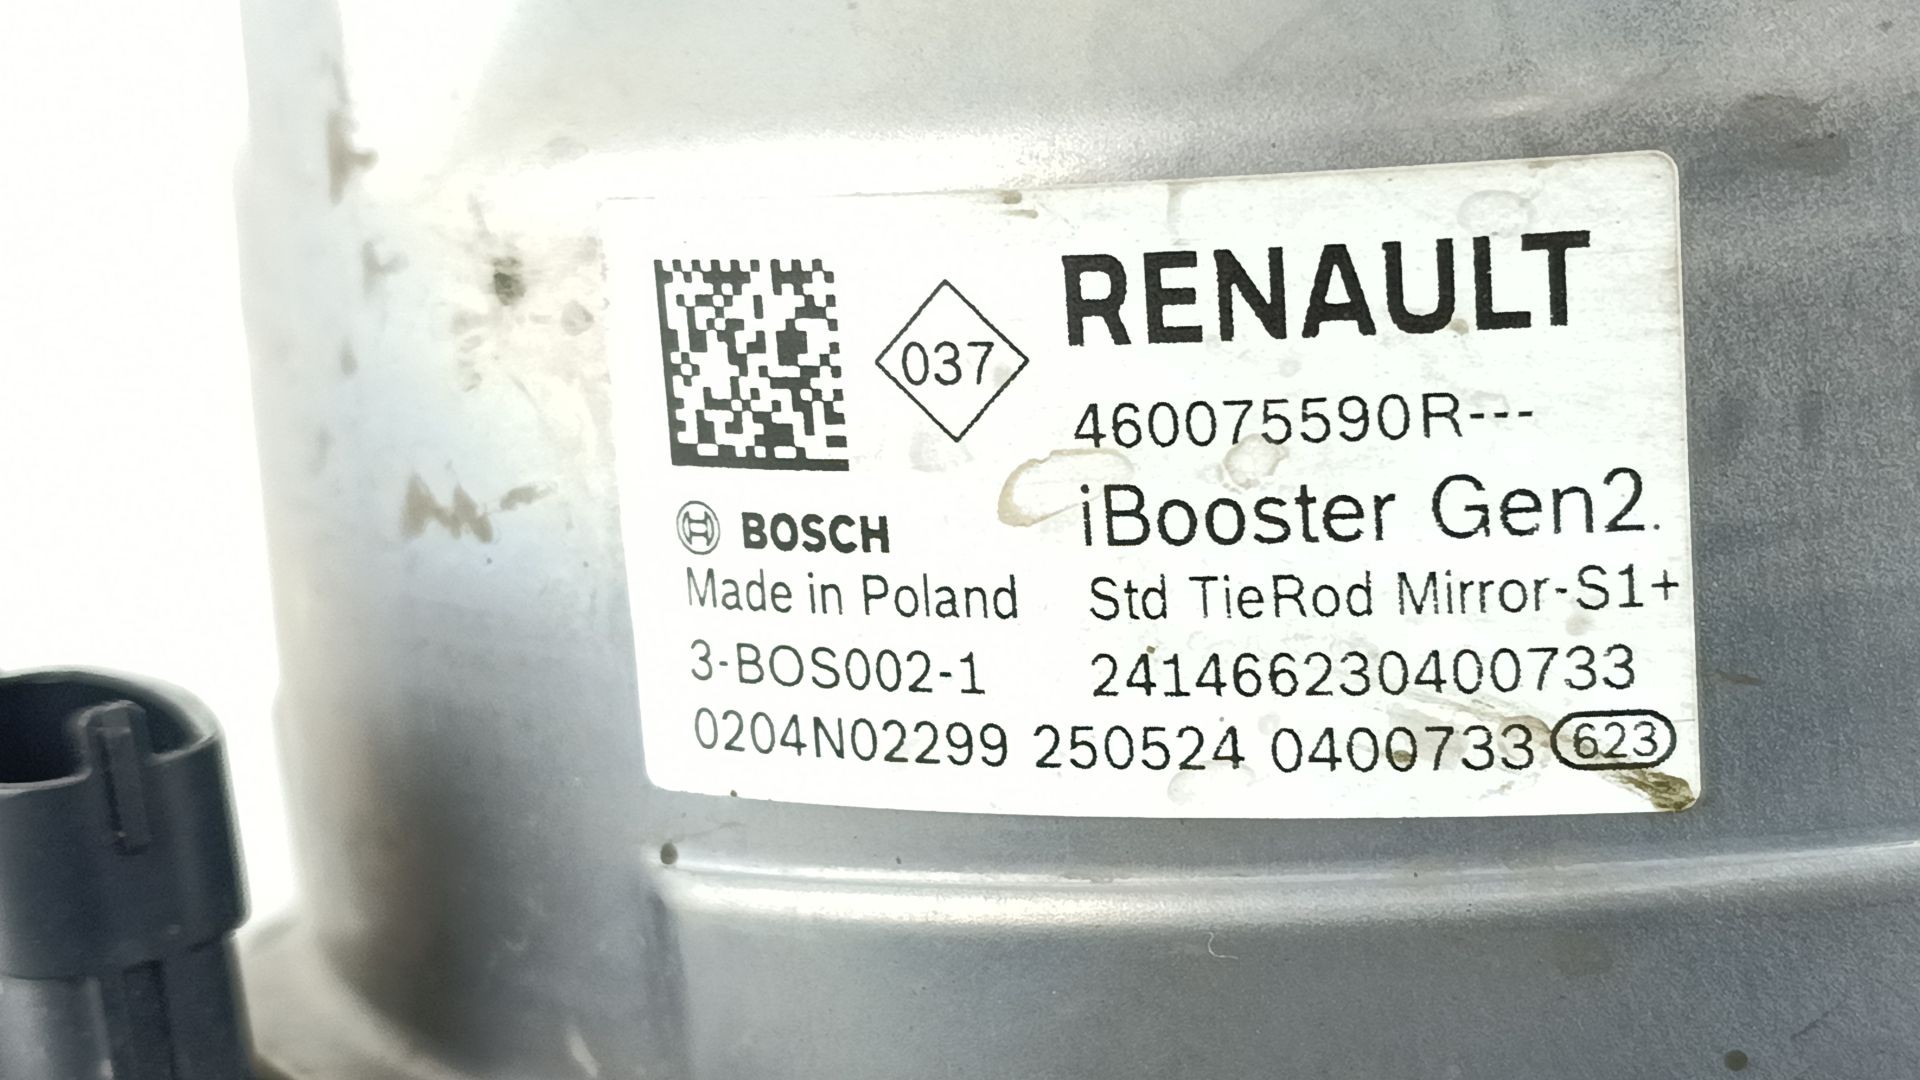 037
RENAULT
460075590R---
iBooster Gen2.
BOSCH
Made in Poland
Std TieRod Mirror-S1+
3-BOS002-1
241466230400733
0204N02299 250524 0400733 623